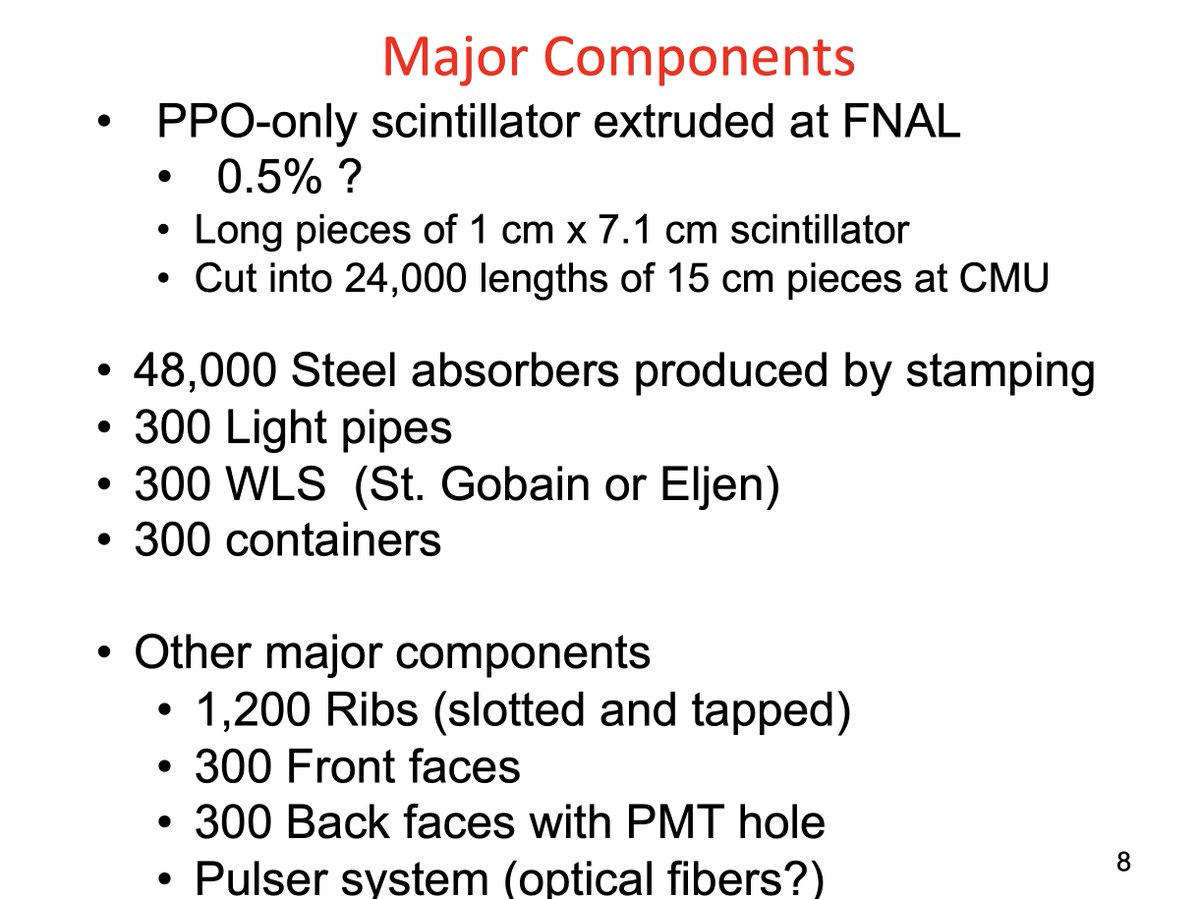 Major Components
• PPO-only scintillator extruded at FNAL
• 0.5% ?
• Long pieces of 1 cm x 7.1 cm scintillator
• Cut into 24,000 lengths of 15 cm pieces at CMU
• 48,000 Steel absorbers produced by stamping
• 300 Light pipes
• 300 WLS (St. Gobain or Eljen)
• 300 containers
• Other major components
• 1,200 Ribs (slotted and tapped)
• 300 Front faces
• 300 Back faces with PMT hole
• Pulser system (optical fibers?)
8